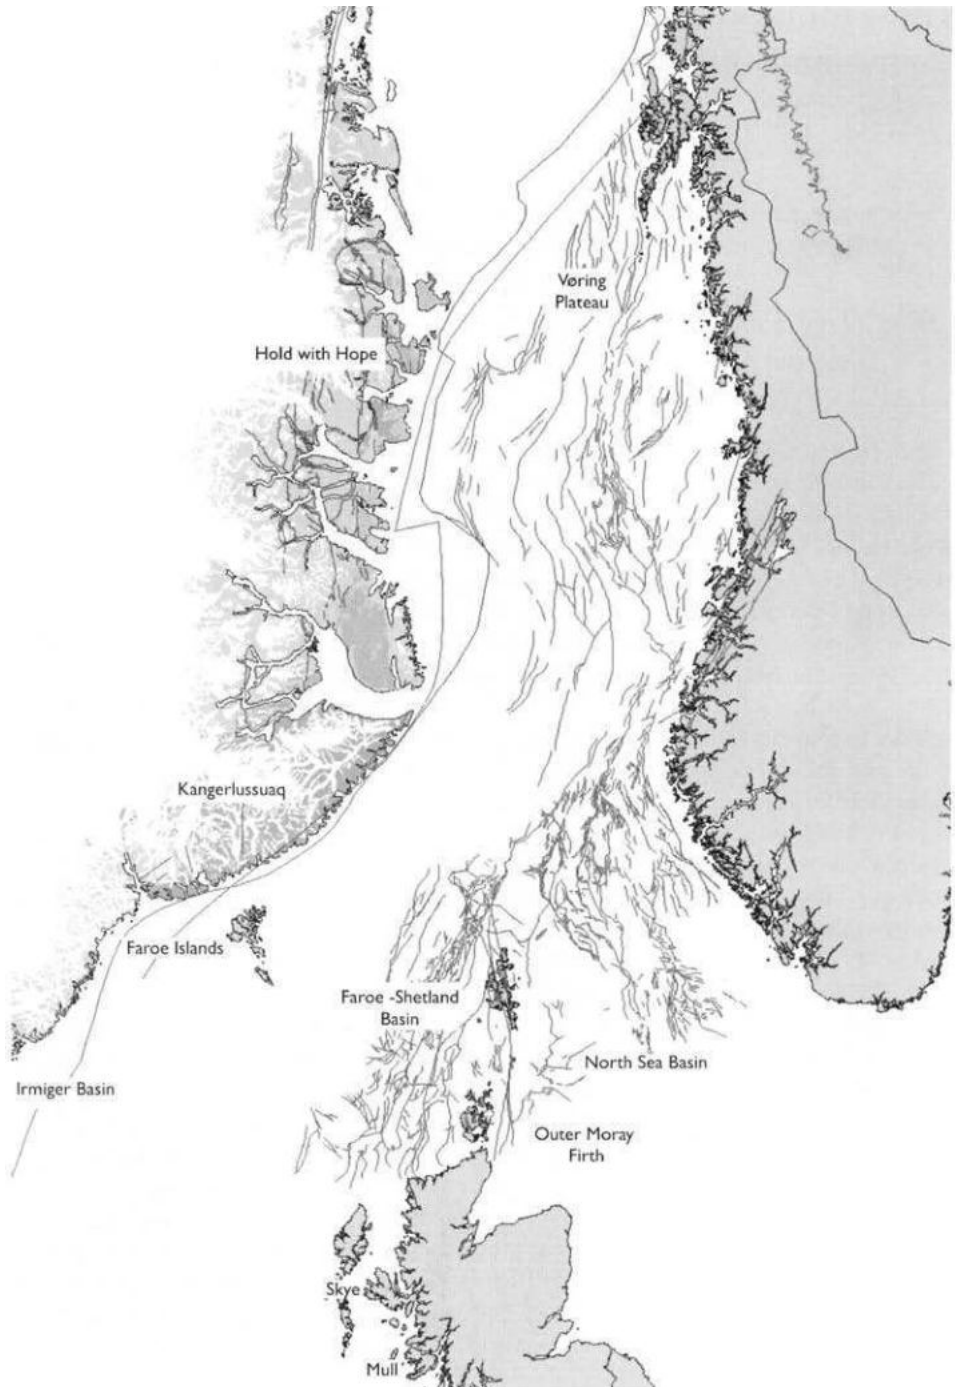 Vøring
Plateau
Hold with Hope
Kangerlussuaq
Faroe Islands
Faroe -Shetland
Basin
North Sea Basin
Irmiger Basin
Outer Moray
Firth
Skye
Mull